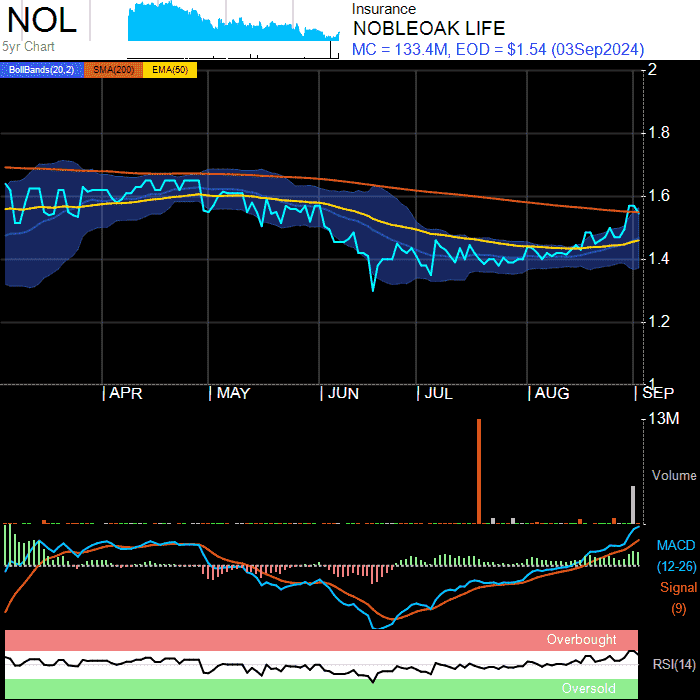 NOL
5yr Chart
Insurance
NOBLEOAK LIFE
MC = 133.4M, EOD = $1.54 (03Sep2024)
BollBands(20,2) SMA(200) EMA(50)
2
1.8
1.6
1.4
1.2
1
APR MAY JUN JUL AUG SEP
13M
Volume
MACD
(12-26)
Signal
(9)
Overbought
RSI(14)
Oversold